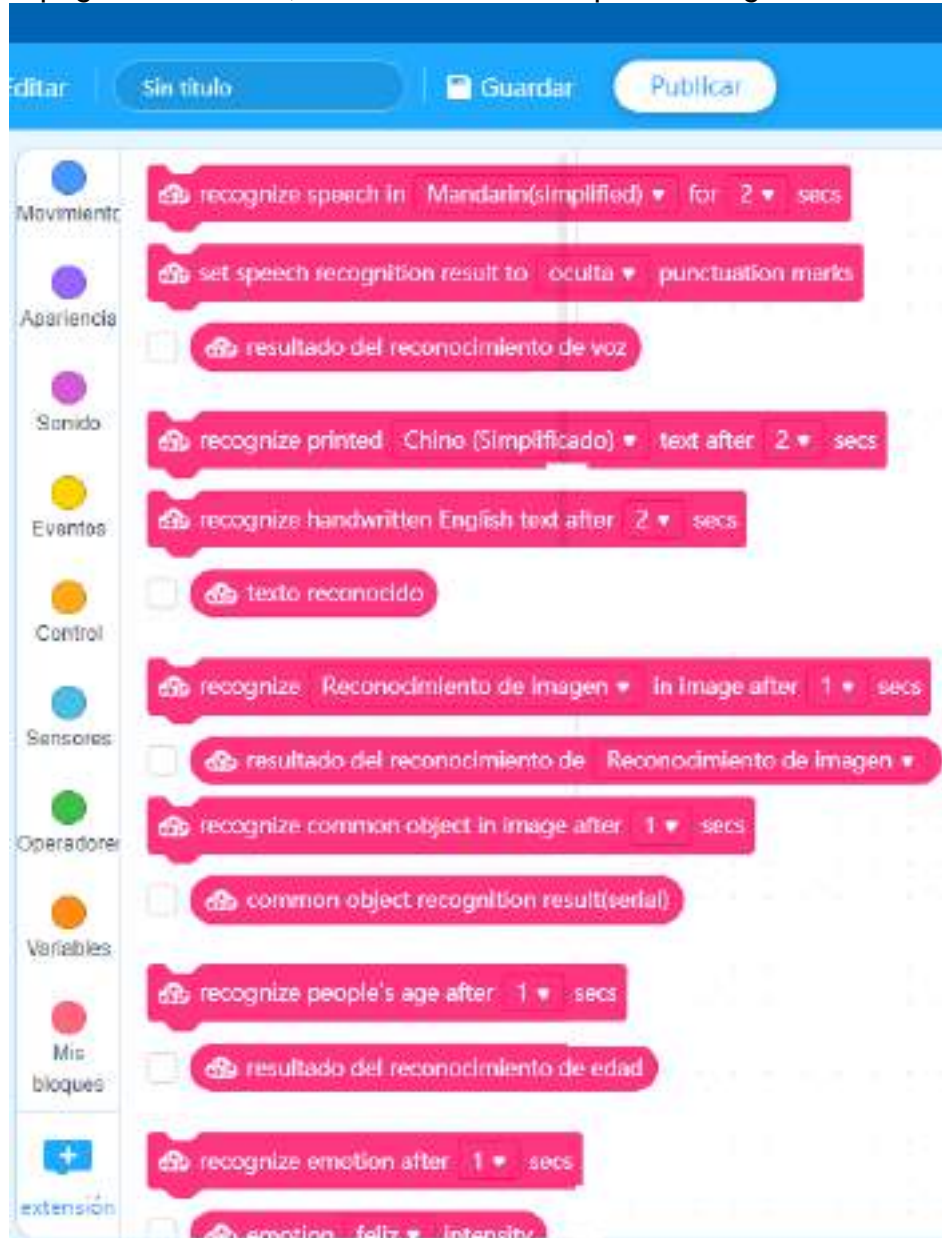 Editar Sin título Guardar Publicar
Movimiento
recognize speech in Mandarin(simplified) for 2 secs
set speech recognition result to oculta punctuation marks
Apariencia
resultado del reconocimiento de voz
Sonido
recognize printed Chino (Simplificado) text after 2 secs
Eventos
recognize handwritten English text after 2 secs
texto reconocido
Control
recognize Reconocimiento de imagen in image after 1 secs
Sensores
resultado del reconocimiento de Reconocimiento de imagen
recognize common object in image after 1 secs
Operadores
common object recognition result(serial)
Variables
recognize people's age after 1 secs
Mis
bloques
resultado del reconocimiento de edad
recognize emotion after 1 secs
extensión
emotion feliz intensity